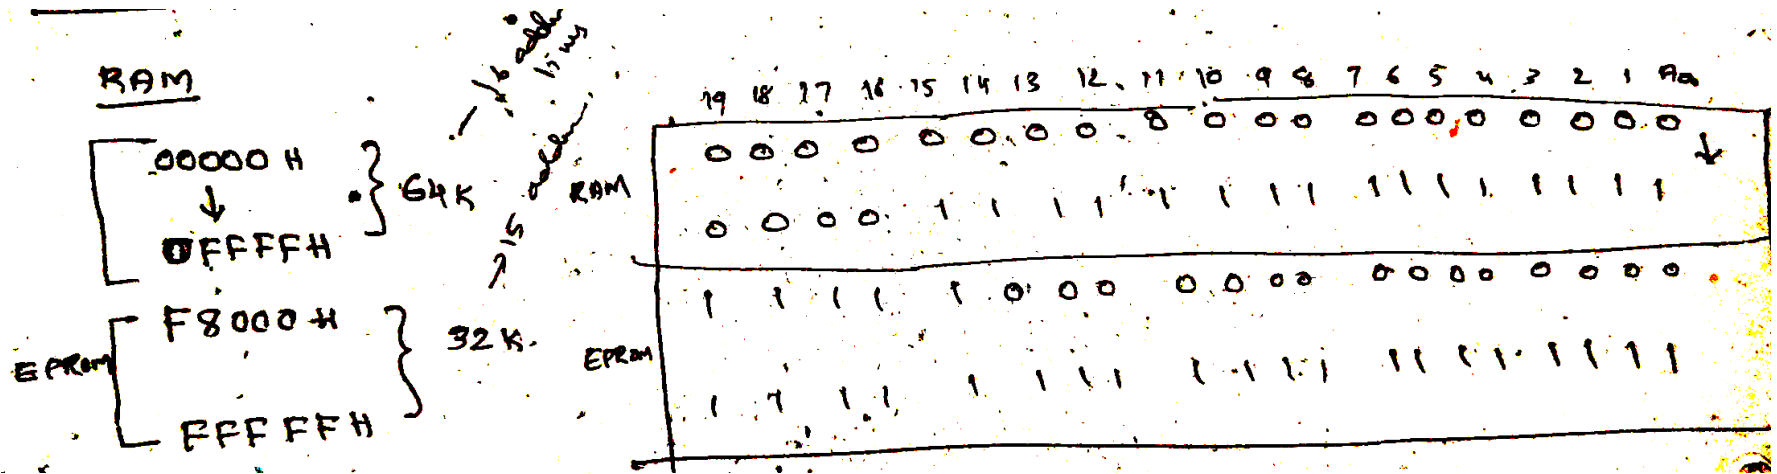 RAM
00000 H
↓
0FFFFH
} 64K
— 16 addr lines
EPROM
F8000 H
FFFFFH
} 32 K.
→ 15 addr
19 18 17 16 15 14 13 12 11 10 9 8 7 6 5 4 3 2 1 A0
RAM
0 0 0 0 0 0 0 0 0 0 0 0 0 0 0 0 0 0 0 0 ↓
0 0 0 0 1 1 1 1 1 1 1 1 1 1 1 1 1 1 1 1
EPROM
1 1 1 1 1 0 0 0 0 0 0 0 0 0 0 0 0 0 0 0
1 1 1 1 1 1 1 1 1 1 1 1 1 1 1 1 1 1 1 1